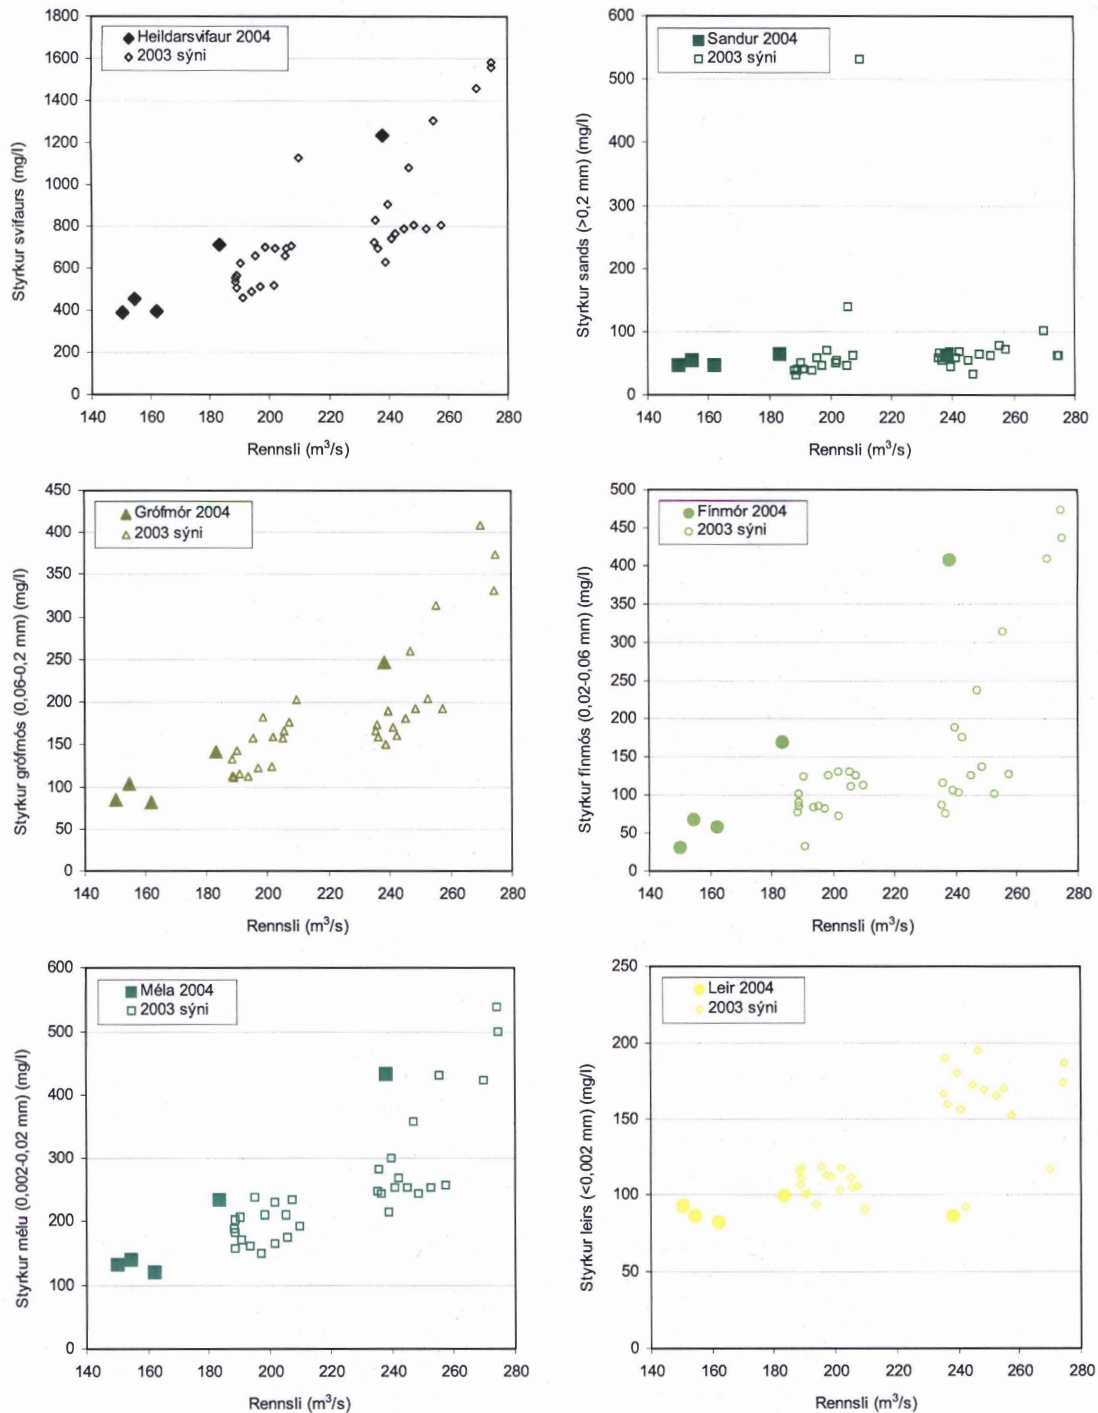 Styrkur svifaurs (mg/l)
1800
1600
1400
1200
1000
800
600
400
200
0
Heildarsvifaur 2004
2003 sýni
140 160 180 200 220 240 260 280
Rennsli (m³/s)
Styrkur sands (>0,2 mm) (mg/l)
600
500
400
300
200
100
0
Sandur 2004
2003 sýni
140 160 180 200 220 240 260 280
Rennsli (m³/s)
Styrkur grófmós (0,06-0,2 mm) (mg/l)
450
400
350
300
250
200
150
100
50
0
Grófmór 2004
2003 sýni
140 160 180 200 220 240 260 280
Rennsli (m³/s)
Styrkur fínmós (0,02-0,06 mm) (mg/l)
500
450
400
350
300
250
200
150
100
50
0
Fínmór 2004
2003 sýni
140 160 180 200 220 240 260 280
Rennsli (m³/s)
Styrkur mélu (0,002-0,02 mm) (mg/l)
600
500
400
300
200
100
0
Méla 2004
2003 sýni
140 160 180 200 220 240 260 280
Rennsli (m³/s)
Styrkur leirs (<0,002 mm) (mg/l)
250
200
150
100
50
0
Leir 2004
2003 sýni
140 160 180 200 220 240 260 280
Rennsli (m³/s)